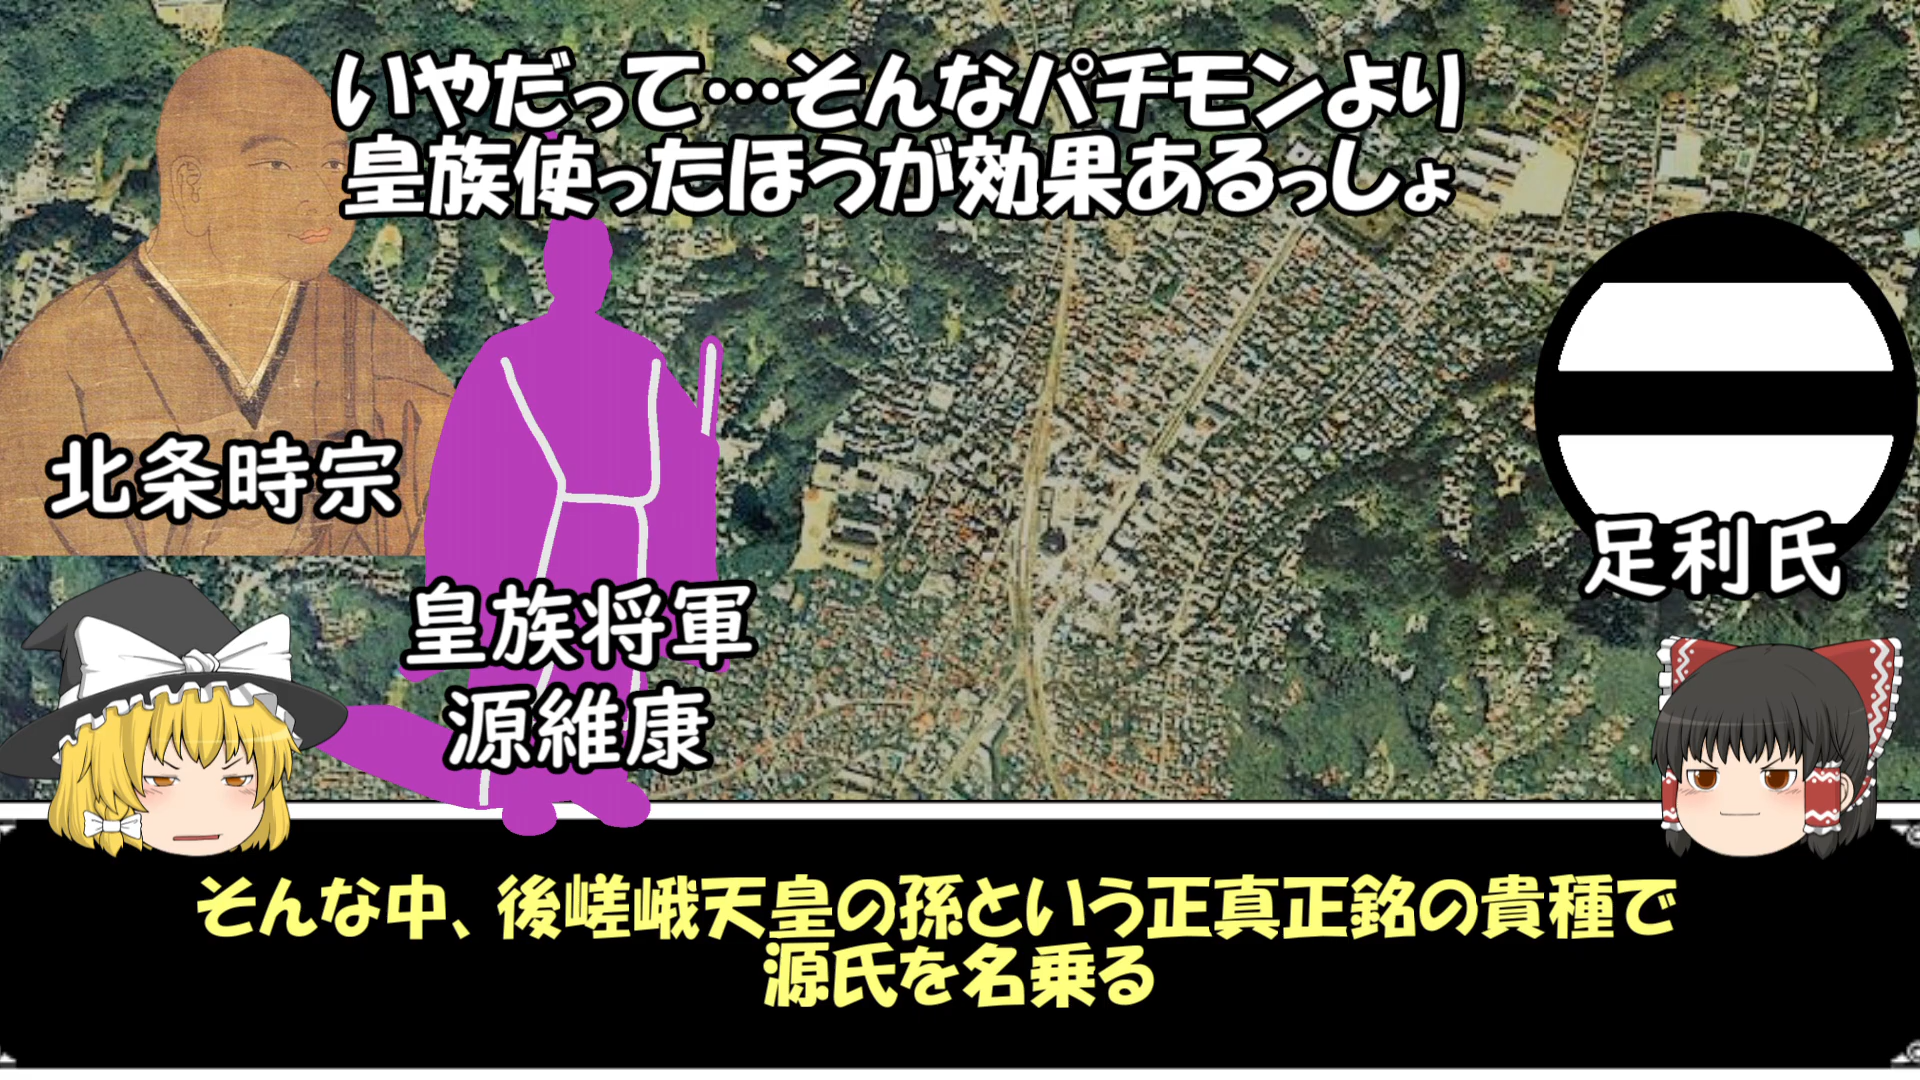 いやだって…そんなパチモンより
皇族使ったほうが効果あるっしょ
北条時宗
足利氏
皇族将軍
源維康
そんな中、後嵯峨天皇の孫という正真正銘の貴種で
源氏を名乗る